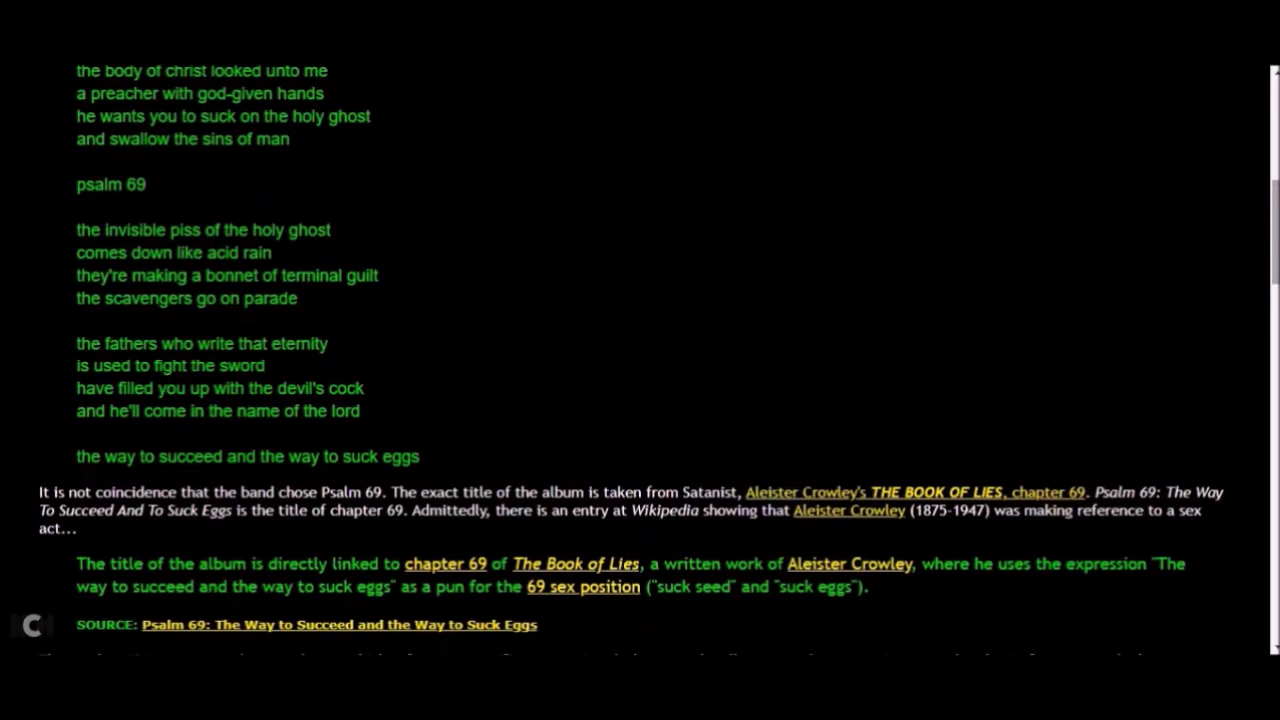 the body of christ looked unto me
a preacher with god-given hands
he wants you to suck on the holy ghost
and swallow the sins of man
psalm 69
the invisible piss of the holy ghost
comes down like acid rain
they're making a bonnet of terminal guilt
the scavengers go on parade
the fathers who write that eternity
is used to fight the sword
have filled you up with the devil's cock
and he'll come in the name of the lord
the way to succeed and the way to suck eggs
It is not coincidence that the band chose Psalm 69. The exact title of the album is taken from Satanist, Aleister Crowley's THE BOOK OF LIES, chapter 69. Psalm 69: The Way
To Succeed And To Suck Eggs is the title of chapter 69. Admittedly, there is an entry at Wikipedia showing that Aleister Crowley (1875-1947) was making reference to a sex
act...
The title of the album is directly linked to chapter 69 of The Book of Lies, a written work of Aleister Crowley, where he uses the expression "The
way to succeed and the way to suck eggs" as a pun for the 69 sex position ("suck seed" and "suck eggs").
SOURCE: Psalm 69: The Way to Succeed and the Way to Suck Eggs